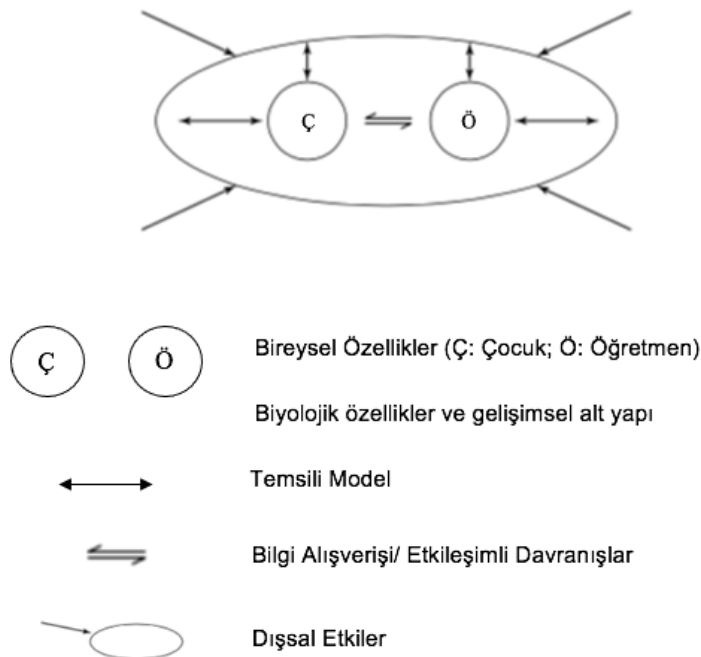 Ç Ö
Ç Ö Bireysel Özellikler (Ç: Çocuk; Ö: Öğretmen)
Biyolojik özellikler ve gelişimsel alt yapı
Temsili Model
Bilgi Alışverişi/ Etkileşimli Davranışlar
Dışsal Etkiler